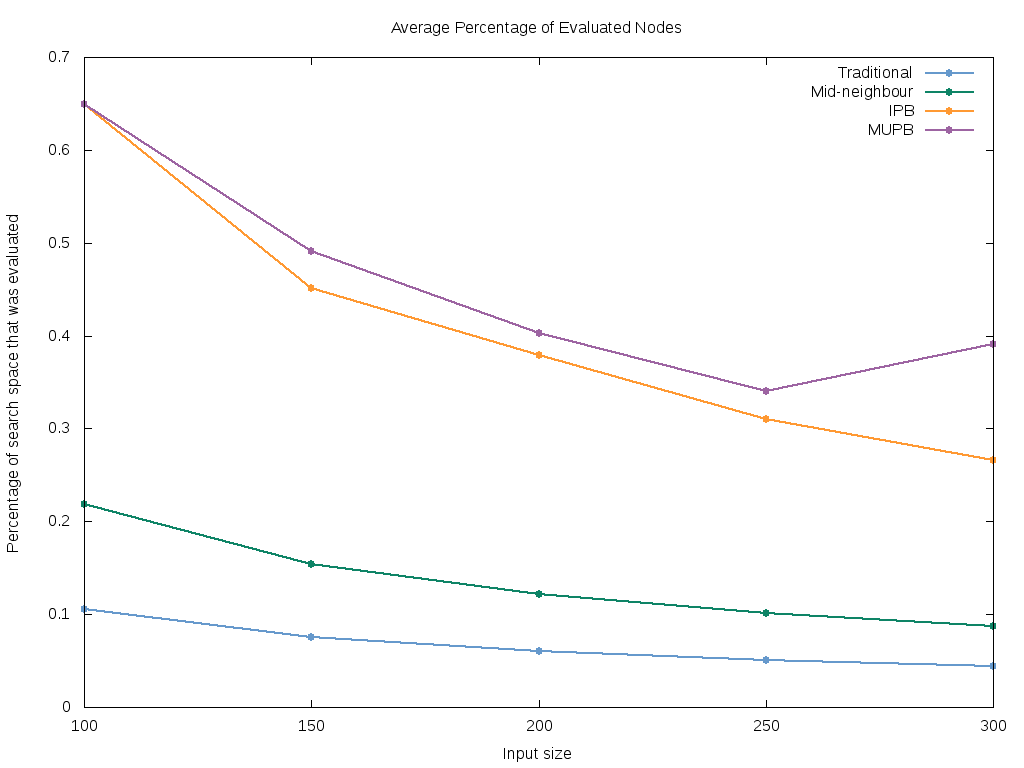 Average Percentage of Evaluated Nodes
0.7
0.6
0.5
0.4
0.3
0.2
0.1
0
Percentage of search space that was evaluated
Traditional
Mid-neighbour
IPB
MUPB
100 150 200 250 300
Input size